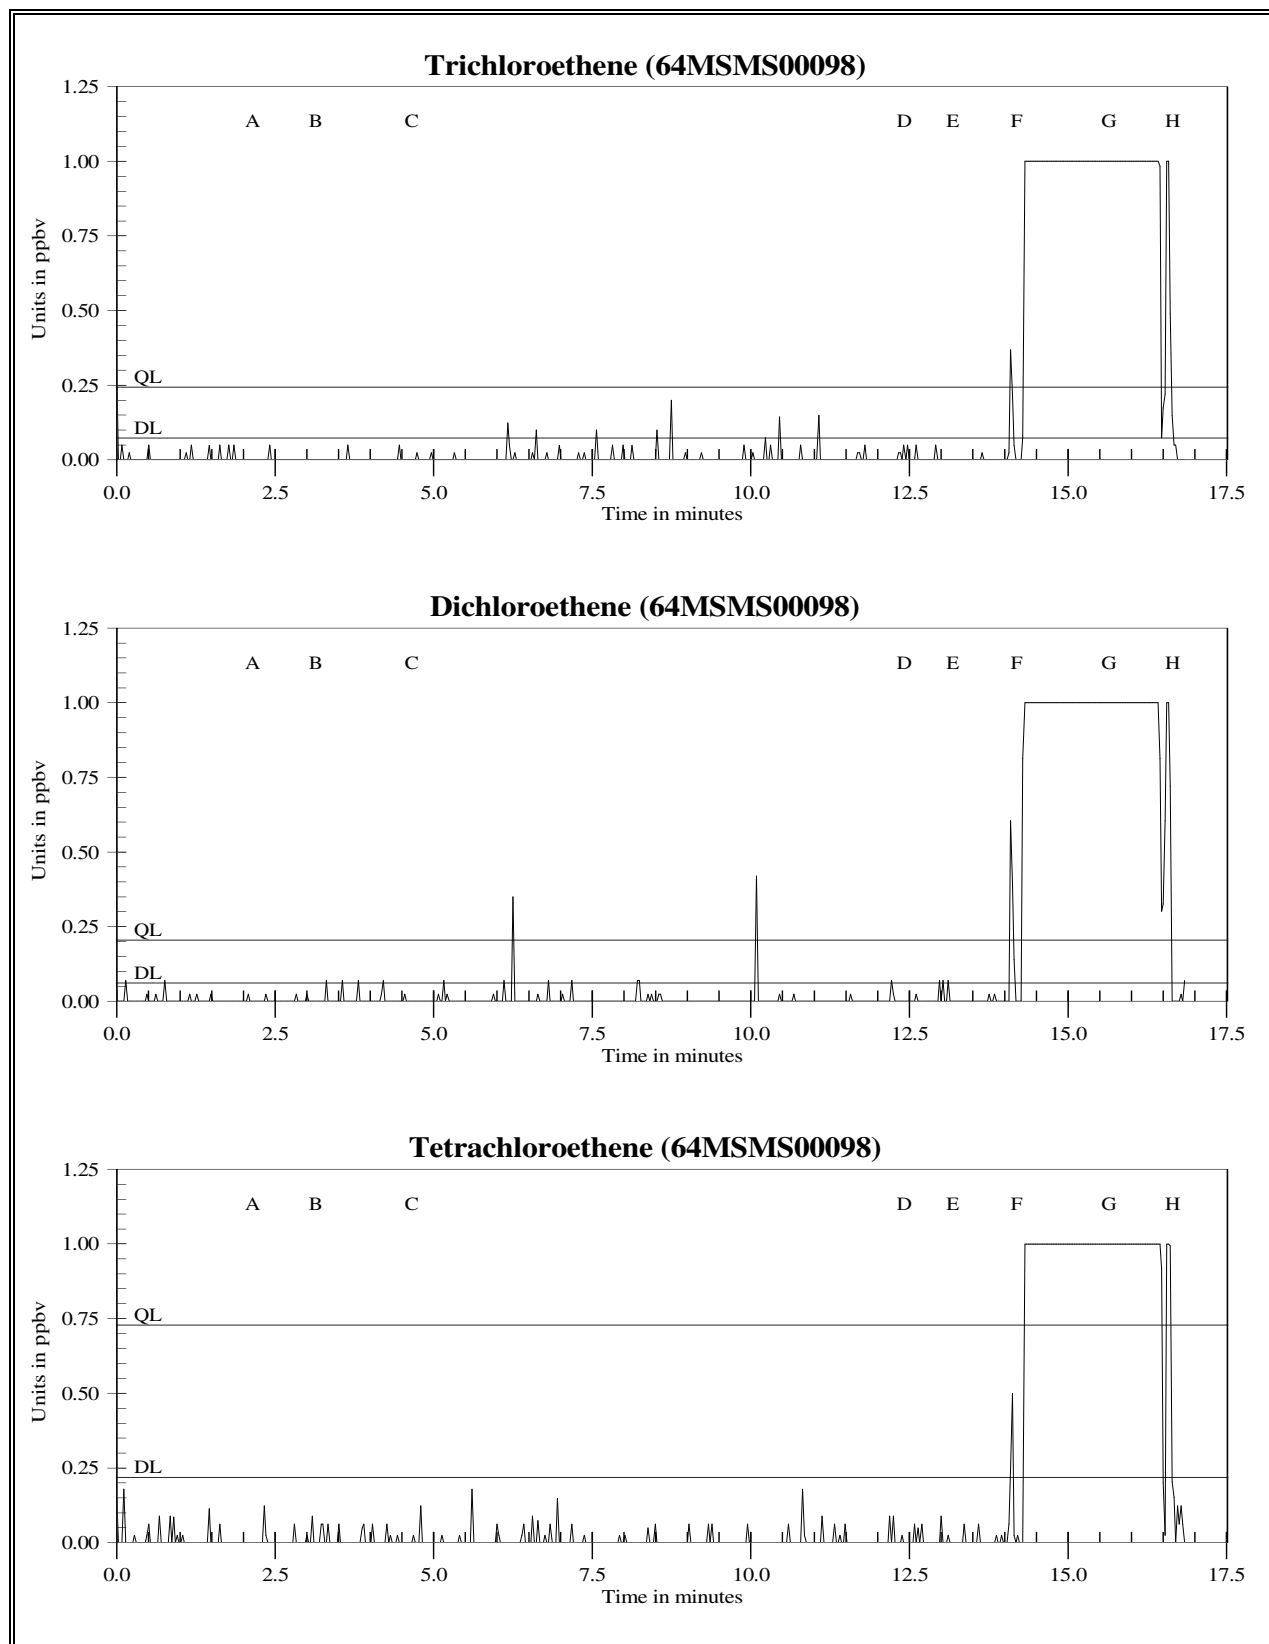 Trichloroethene (64MSMS00098)
1.25
A B C D E F G H
1.00
0.75
Units in ppbv
0.50
0.25
QL
DL
0.00
0.0 2.5 5.0 7.5 10.0 12.5 15.0 17.5
Time in minutes
Dichloroethene (64MSMS00098)
1.25
A B C D E F G H
1.00
0.75
Units in ppbv
0.50
0.25
QL
DL
0.00
0.0 2.5 5.0 7.5 10.0 12.5 15.0 17.5
Time in minutes
Tetrachloroethene (64MSMS00098)
1.25
A B C D E F G H
1.00
0.75
QL
Units in ppbv
0.50
0.25
DL
0.00
0.0 2.5 5.0 7.5 10.0 12.5 15.0 17.5
Time in minutes